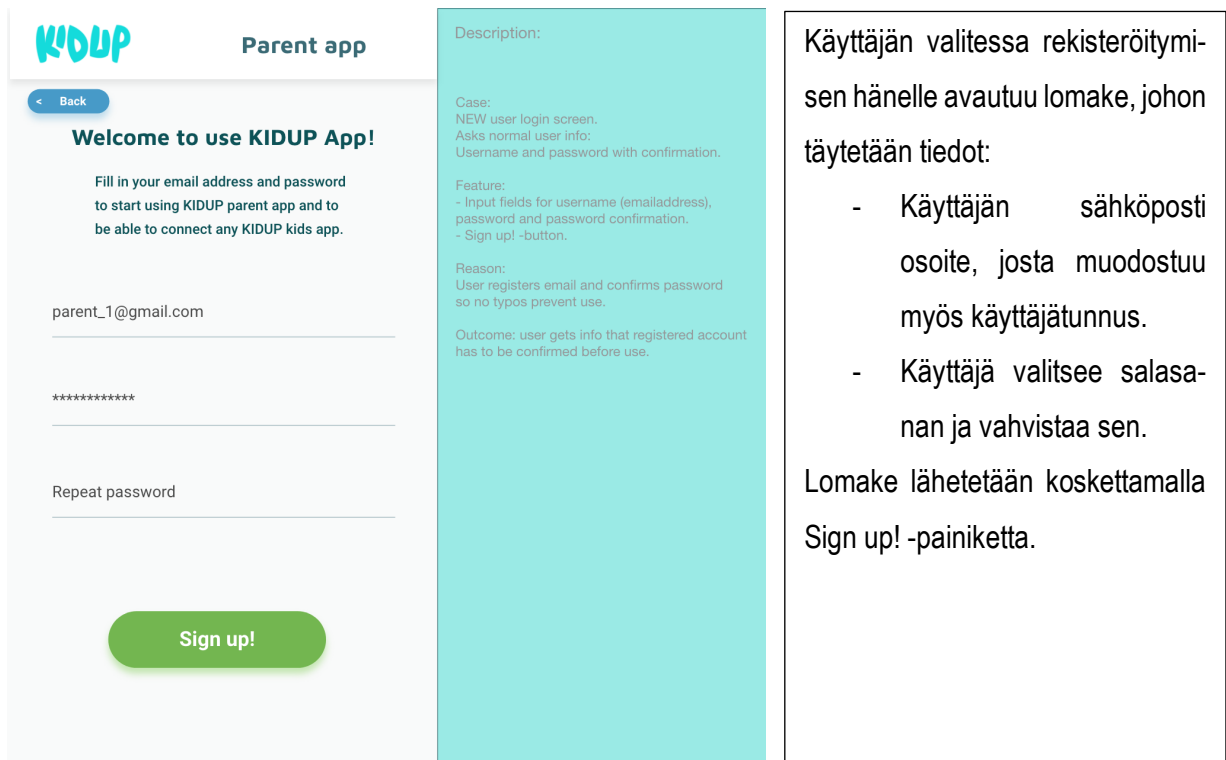 KIDUP
Parent app
< Back
Welcome to use KIDUP App!
Fill in your email address and password
to start using KIDUP parent app and to
be able to connect any KIDUP kids app.
parent_1@gmail.com
************
Repeat password
Sign up!
Description:
Case:
NEW user login screen.
Asks normal user info:
Username and password with confirmation.
Feature:
- Input fields for username (emailaddress),
password and password confirmation.
- Sign up! -button.
Reason:
User registers email and confirms password
so no typos prevent use.
Outcome: user gets info that registered account
has to be confirmed before use.
Käyttäjän valitessa rekisteröitymi-
sen hänelle avautuu lomake, johon
täytetään tiedot:
- Käyttäjän sähköposti
osoite, josta muodostuu
myös käyttäjätunnus.
- Käyttäjä valitsee salasa-
nan ja vahvistaa sen.
Lomake lähetetään koskettamalla
Sign up! -painiketta.